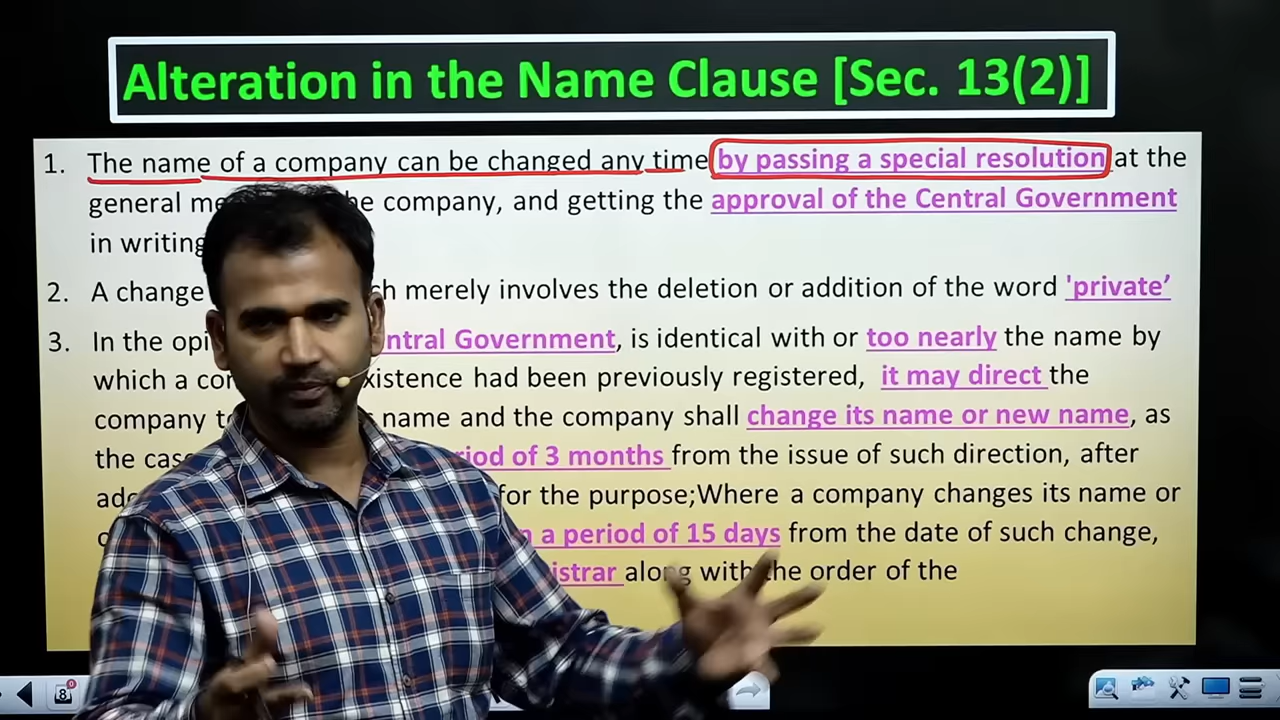 Alteration in the Name Clause [Sec. 13(2)]
1. The name of a company can be changed any time by passing a special resolution at the
general me he company, and getting the approval of the Central Government
in writing
2. A change ch merely involves the deletion or addition of the word 'private’
3. In the opi ntral Government, is identical with or too nearly the name by
which a co xistence had been previously registered, it may direct the
company t name and the company shall change its name or new name, as
the cas riod of 3 months from the issue of such direction, after
ad for the purpose;Where a company changes its name or
a period of 15 days from the date of such change,
istrar along with the order of the
8
0